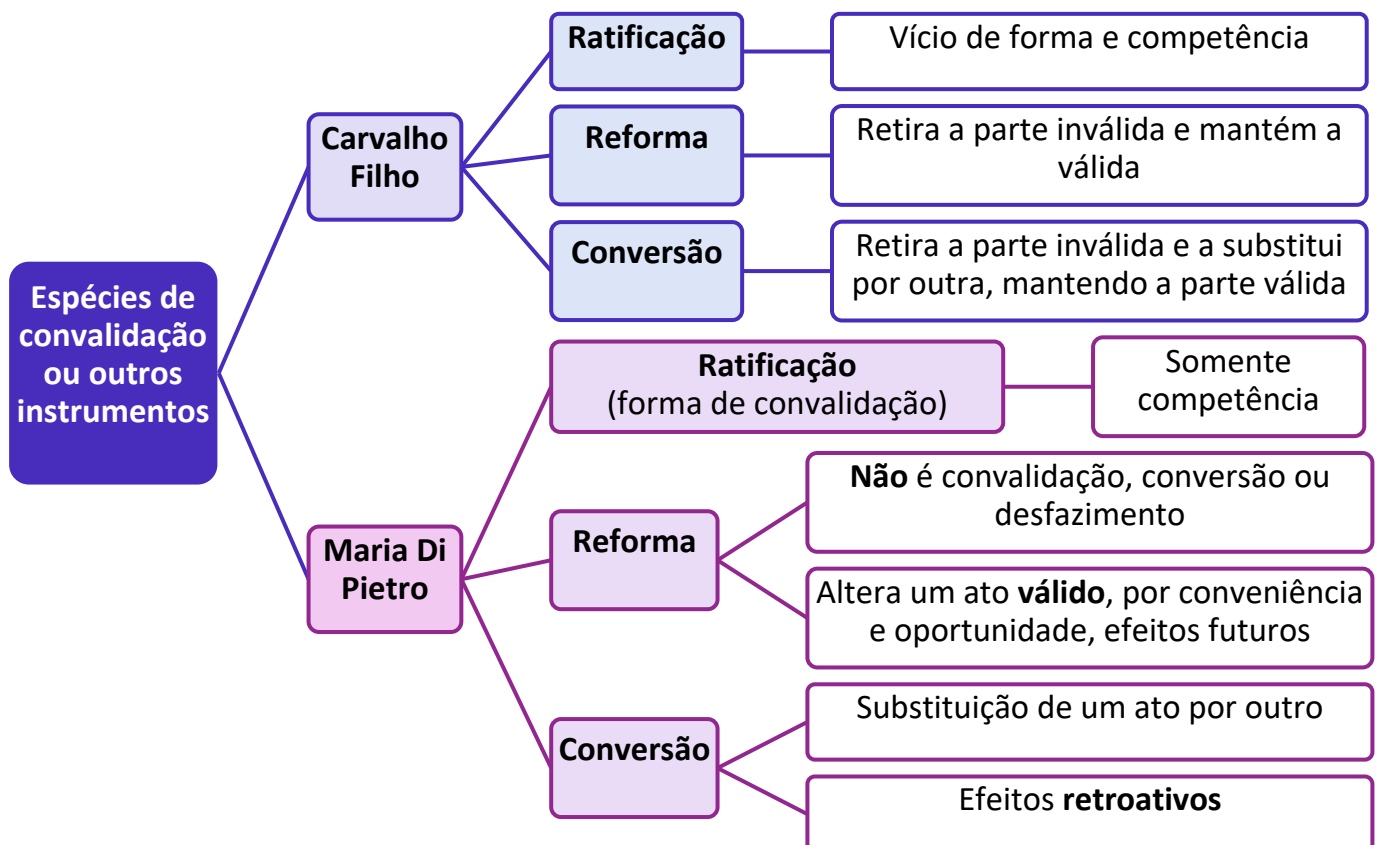 Espécies de
convalidação
ou outros
instrumentos
Carvalho
Filho
Ratificação
Vício de forma e competência
Reforma
Retira a parte inválida e mantém a
válida
Conversão
Retira a parte inválida e a substitui
por outra, mantendo a parte válida
Maria Di
Pietro
Ratificação
(forma de convalidação)
Somente
competência
Reforma
Não é convalidação, conversão ou
desfazimento
Altera um ato válido, por conveniência
e oportunidade, efeitos futuros
Conversão
Substituição de um ato por outro
Efeitos retroativos